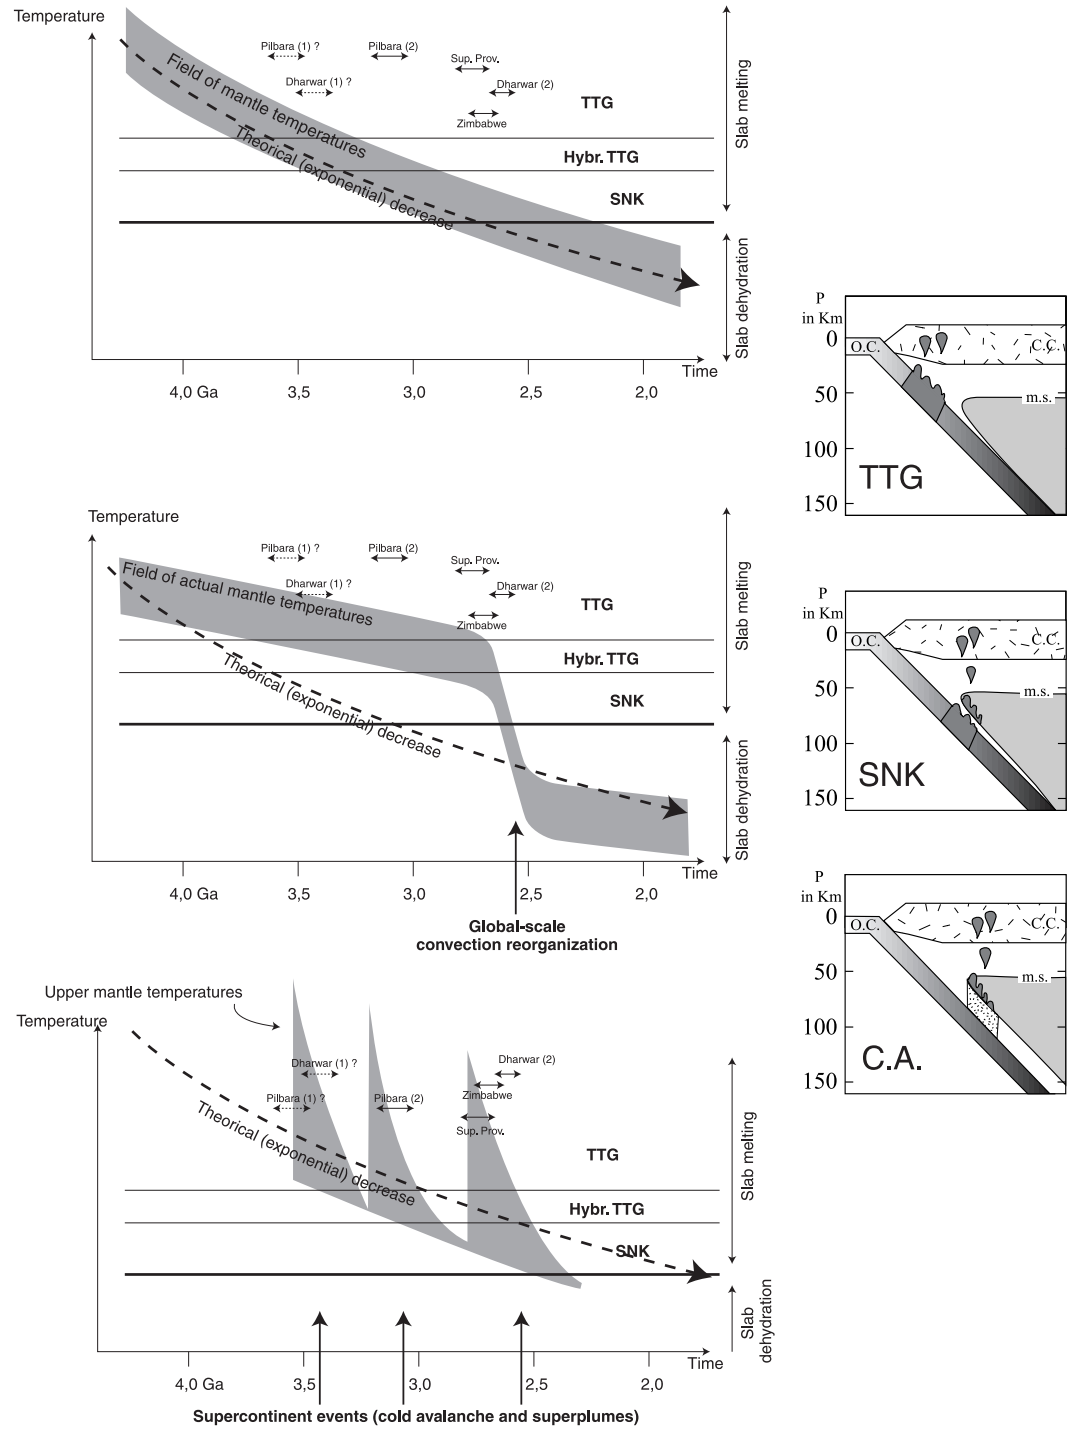 Temperature
Pilbara (1) ?
Pilbara (2)
Sup. Prov.
Dharwar (1) ?
Dharwar (2)
Zimbabwe
TTG
Field of mantle temperatures
Theorical (exponential) decrease
Hybr. TTG
SNK
Slab melting
Slab dehydration
Time
4,0 Ga
3,5
3,0
2,5
2,0
P
in Km
0
50
100
150
O.C.
C.C.
m.s.
TTG
Temperature
Pilbara (1) ?
Pilbara (2)
Sup. Prov.
Dharwar (1) ?
Dharwar (2)
Zimbabwe
TTG
Field of actual mantle temperatures
Theorical (exponential) decrease
Hybr. TTG
SNK
Slab melting
Slab dehydration
Time
4,0 Ga
3,5
3,0
2,5
2,0
Global-scale
convection reorganization
P
in Km
0
50
100
150
O.C.
C.C.
m.s.
SNK
P
in Km
0
50
100
150
O.C.
C.C.
m.s.
C.A.
Upper mantle temperatures
Temperature
Dharwar (1) ?
Dharwar (2)
Pilbara (1) ?
Pilbara (2)
Zimbabwe
Sup. Prov.
Theorical (exponential) decrease
TTG
Hybr. TTG
SNK
Slab melting
Slab
dehydration
Time
4,0 Ga
3,5
3,0
2,5
2,0
Supercontinent events (cold avalanche and superplumes)